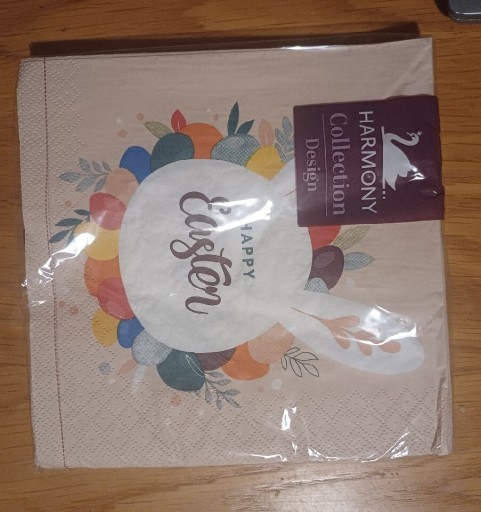 HARMONY
Collection
Design
HAPPY
Easter